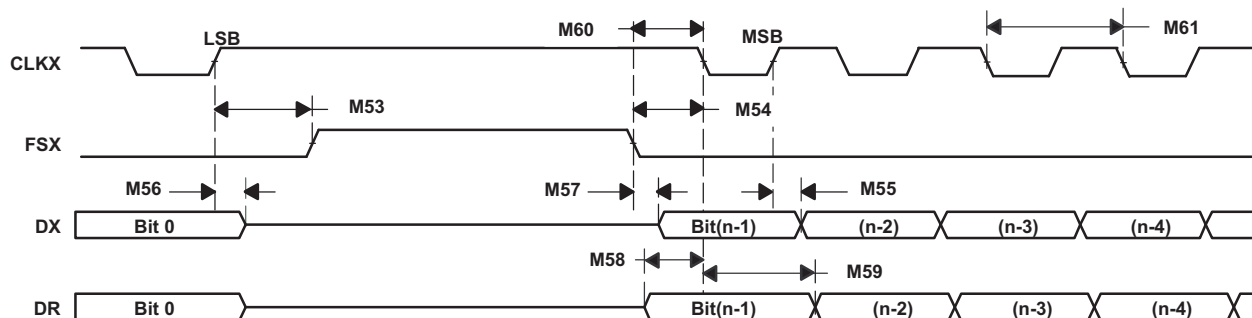 M60
M61
LSB
MSB
CLKX
M53
M54
FSX
M56
M57
M55
DX
Bit 0
Bit(n-1)
(n-2)
(n-3)
(n-4)
M58
M59
DR
Bit 0
Bit(n-1)
(n-2)
(n-3)
(n-4)